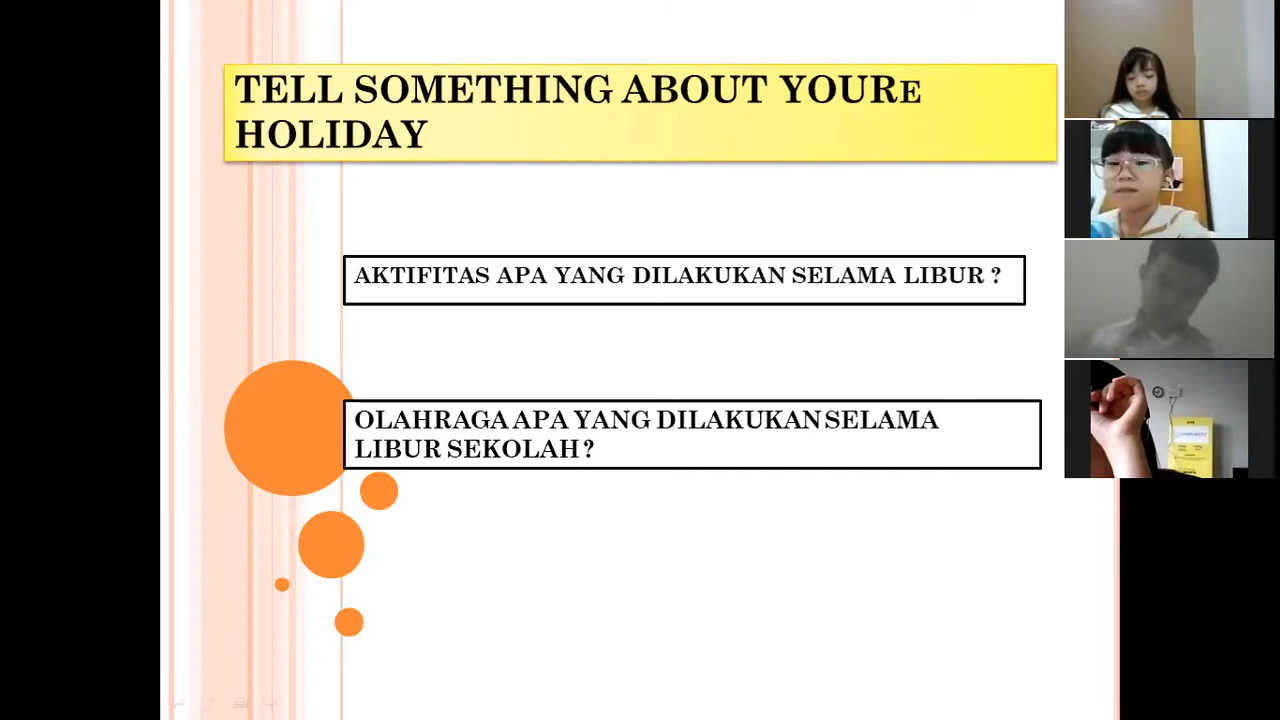 TELL SOMETHING ABOUT YOURE
HOLIDAY
AKTIFITAS APA YANG DILAKUKAN SELAMA LIBUR ?
OLAHRAGA APA YANG DILAKUKAN SELAMA
LIBUR SEKOLAH ?